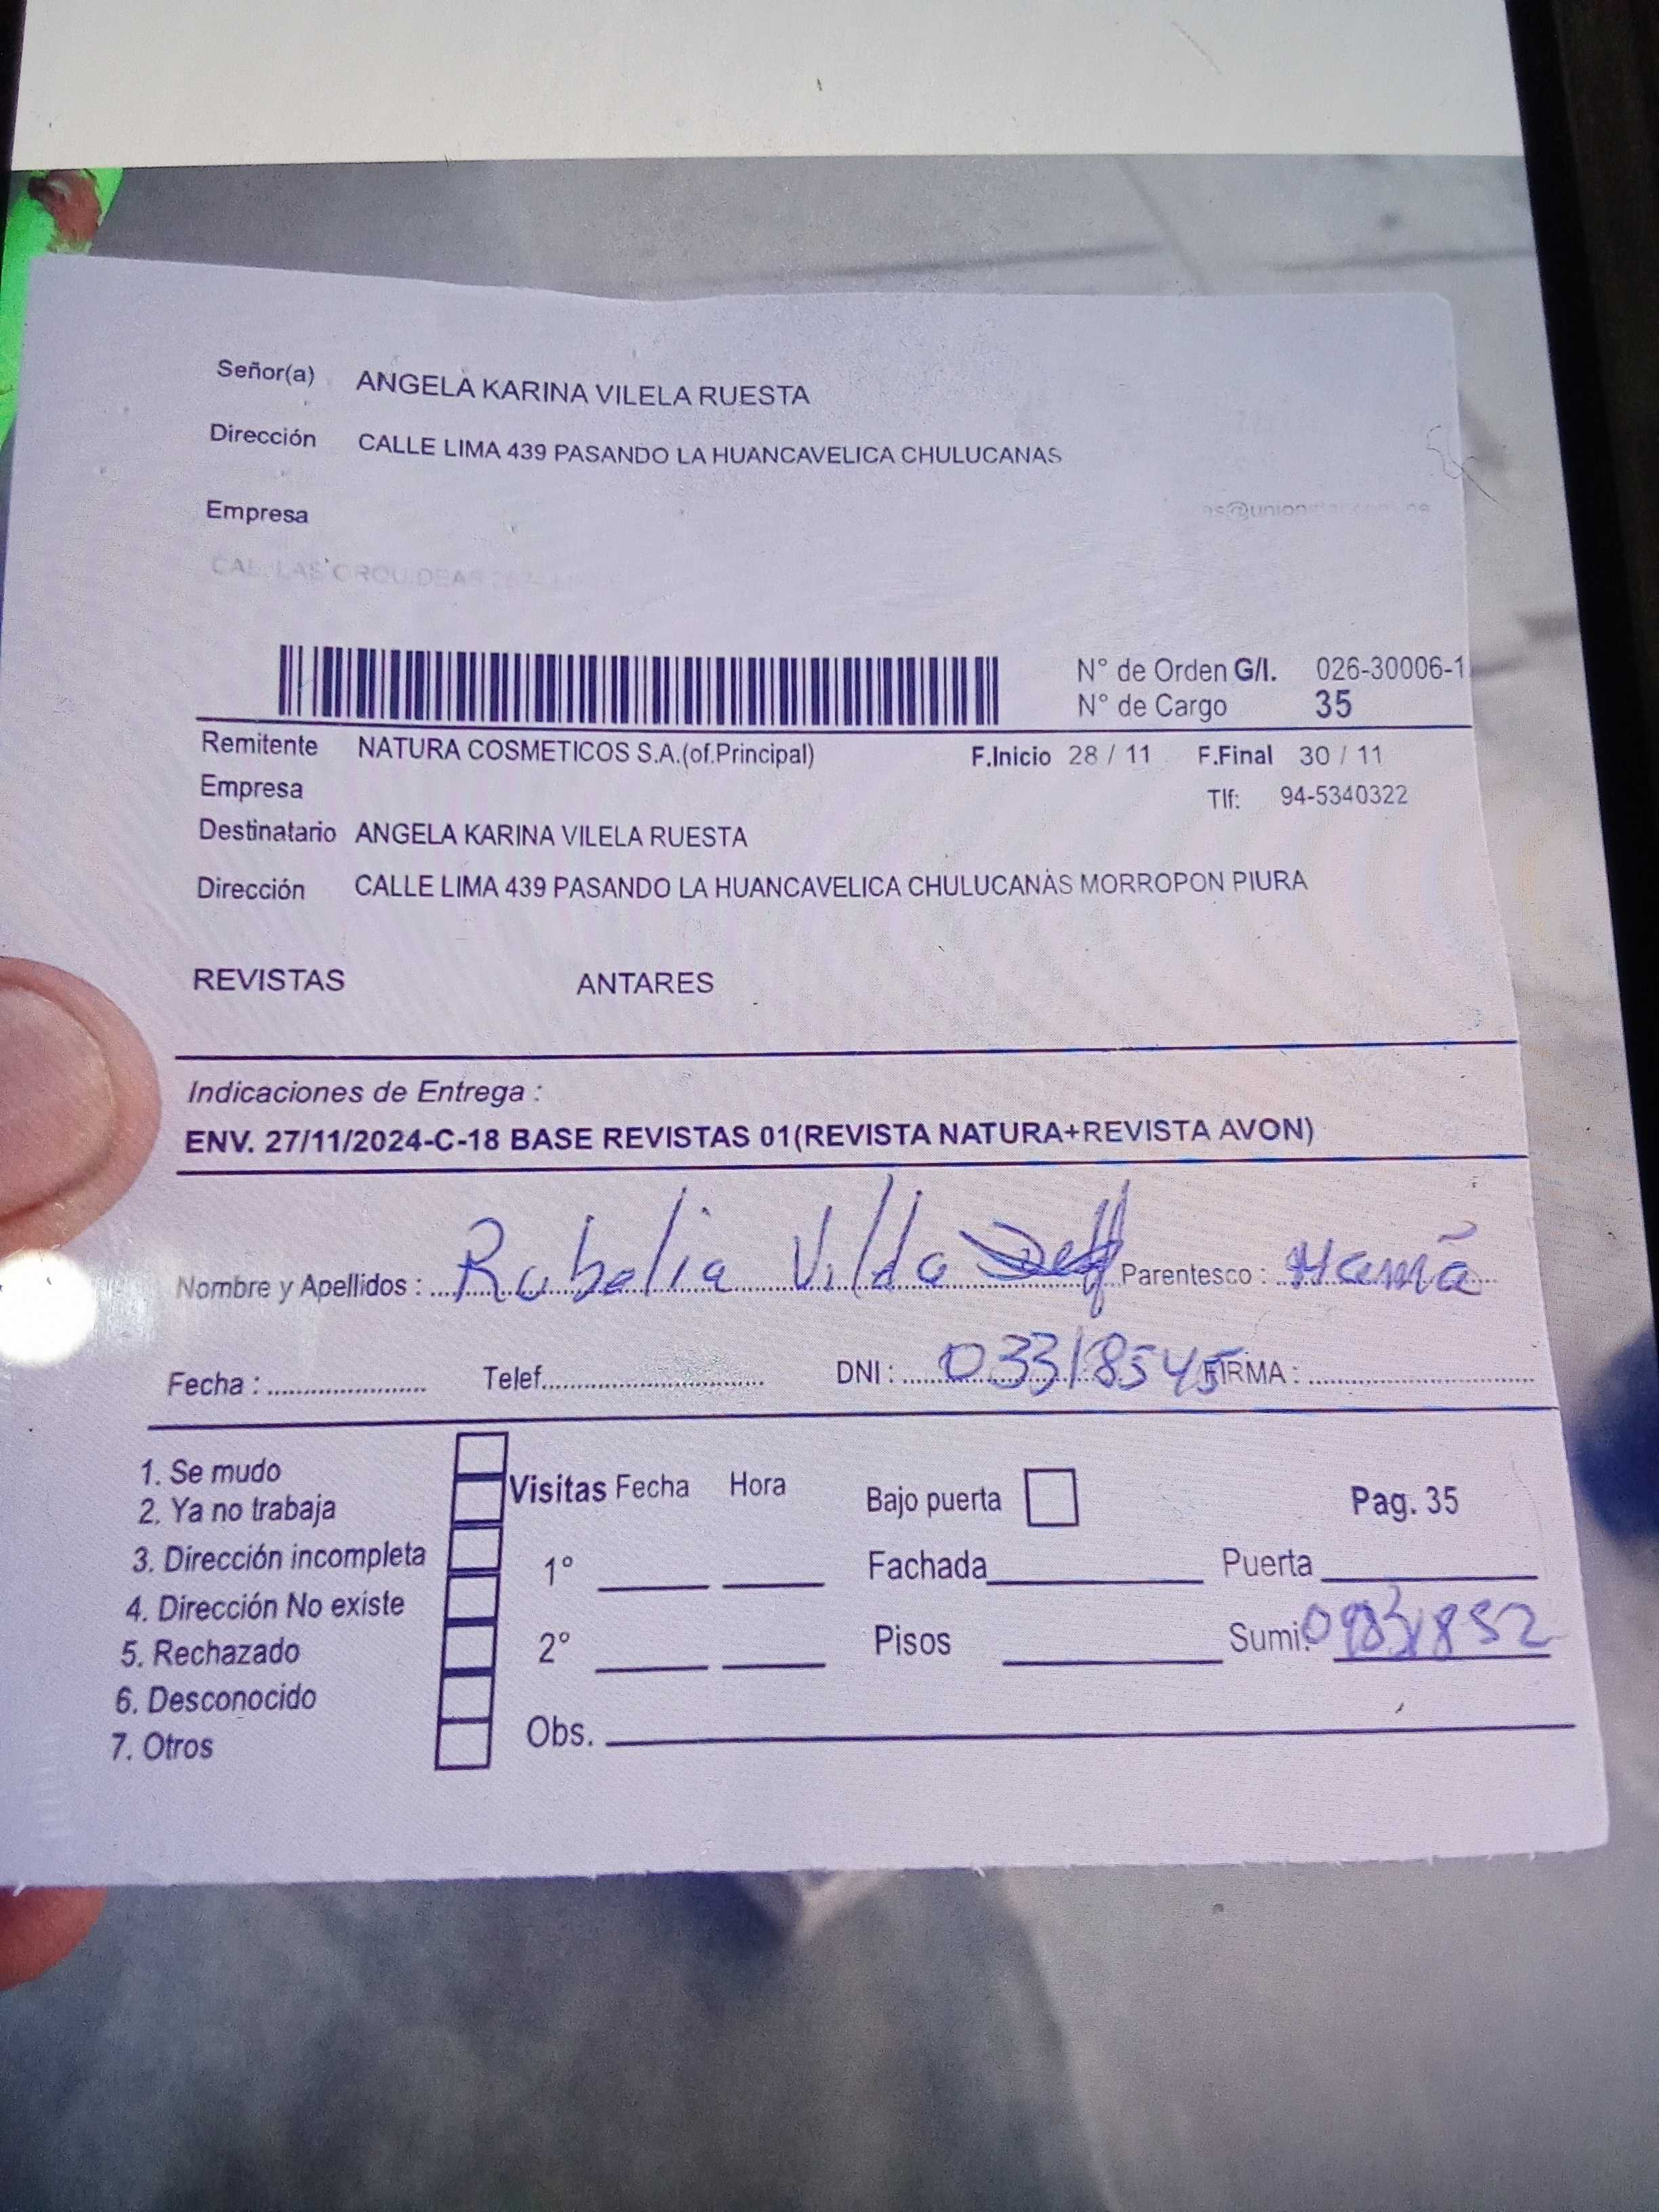 Señor(a) ANGELA KARINA VILELA RUESTA
Dirección CALLE LIMA 439 PASANDO LA HUANCAVELICA CHULUCANAS
Empresa
N° de Orden G/I. 026-30006-1
N° de Cargo 35
Remitente NATURA COSMETICOS S.A.(of.Principal) F.Inicio 28 / 11 F.Final 30 / 11
Empresa Tlf: 94-5340322
Destinatario ANGELA KARINA VILELA RUESTA
Dirección CALLE LIMA 439 PASANDO LA HUANCAVELICA CHULUCANAS MORROPON PIURA
REVISTAS ANTARES
Indicaciones de Entrega :
ENV. 27/11/2024-C-18 BASE REVISTAS 01(REVISTA NATURA+REVISTA AVON)
Nombre y Apellidos : Parentesco : Mamá
Fecha : Telef. DNI : 03318545 FIRMA :
1. Se mudo
2. Ya no trabaja
3. Dirección incompleta
4. Dirección No existe
5. Rechazado
6. Desconocido
7. Otros
Visitas Fecha Hora
1°
2°
Obs.
Bajo puerta Pag. 35
Fachada Puerta
Pisos Sumi.